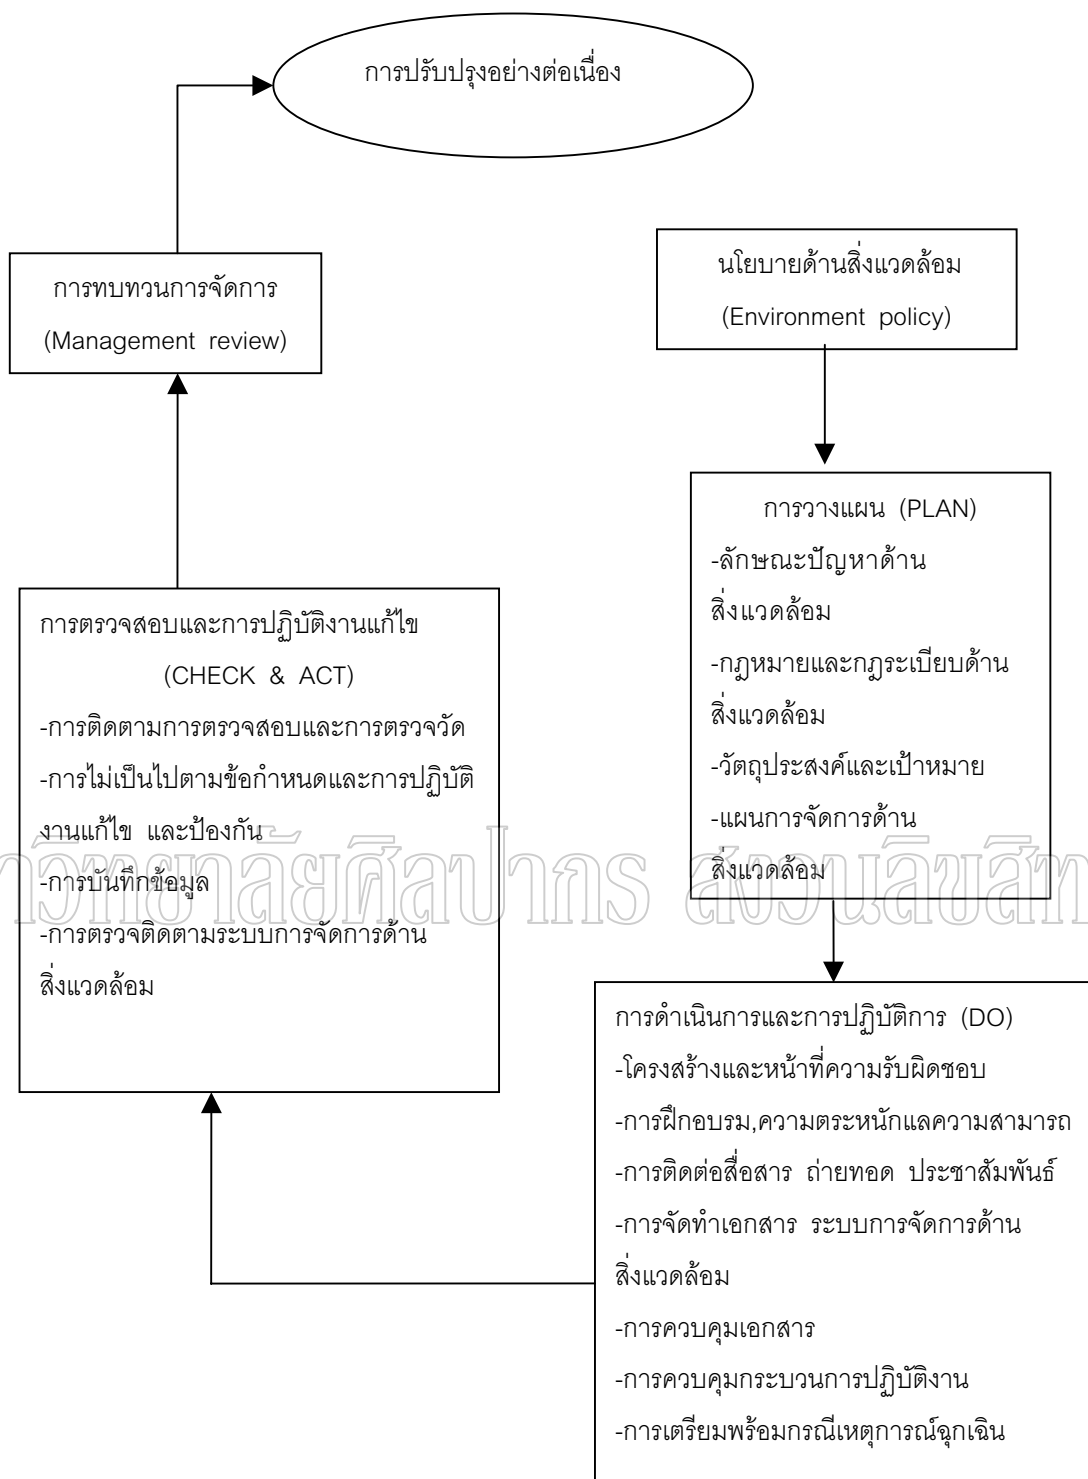 การปรับปรุงอย่างต่อเนื่อง
การทบทวนการจัดการ
(Management review)
นโยบายด้านสิ่งแวดล้อม
(Environment policy)
การวางแผน (PLAN)
-ลักษณะปัญหาด้าน
สิ่งแวดล้อม
-กฎหมายและกฎระเบียบด้าน
สิ่งแวดล้อม
-วัตถุประสงค์และเป้าหมาย
-แผนการจัดการด้าน
สิ่งแวดล้อม
การตรวจสอบและการปฏิบัติงานแก้ไข
(CHECK & ACT)
-การติดตามการตรวจสอบและการตรวจวัด
-การไม่เป็นไปตามข้อกำหนดและการปฏิบัติ
งานแก้ไข และป้องกัน
-การบันทึกข้อมูล
-การตรวจติดตามระบบการจัดการด้าน
สิ่งแวดล้อม
การดำเนินการและการปฏิบัติการ (DO)
-โครงสร้างและหน้าที่ความรับผิดชอบ
-การฝึกอบรม,ความตระหนักแลความสามารถ
-การติดต่อสื่อสาร ถ่ายทอด ประชาสัมพันธ์
-การจัดทำเอกสาร ระบบการจัดการด้าน
สิ่งแวดล้อม
-การควบคุมเอกสาร
-การควบคุมกระบวนการปฏิบัติงาน
-การเตรียมพร้อมกรณีเหตุการณ์ฉุกเฉิน